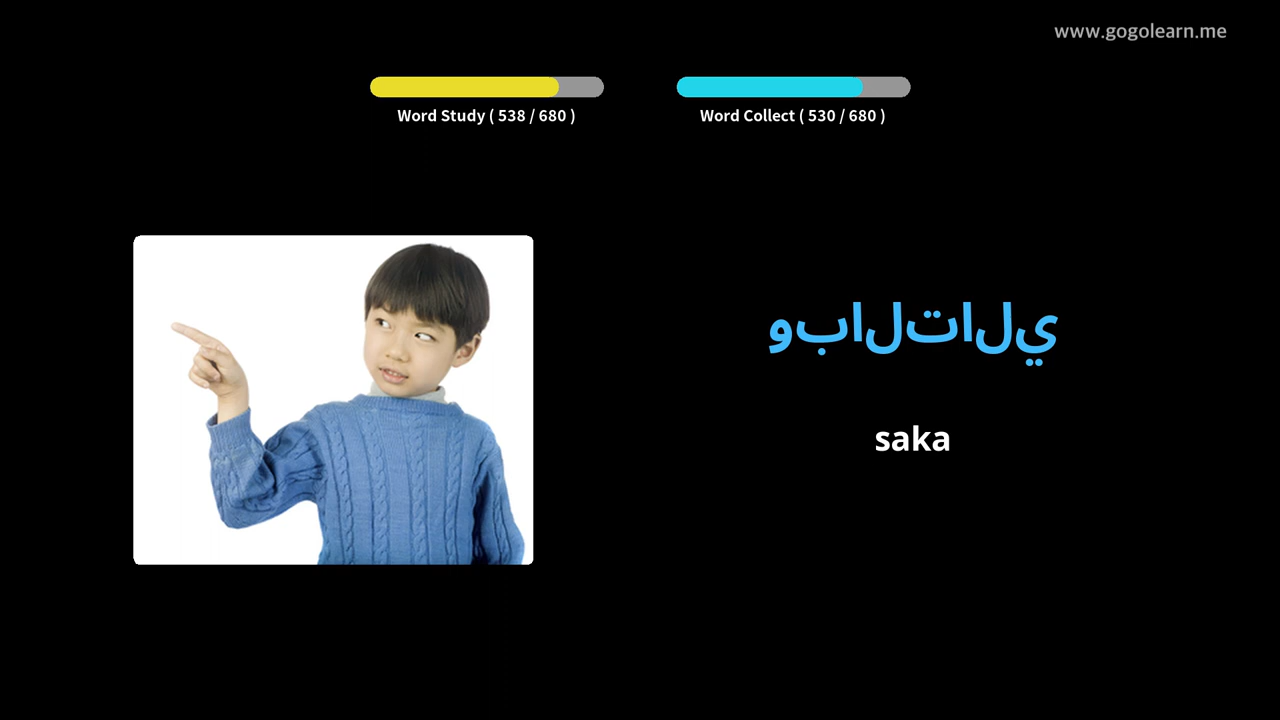 www.gogolearn.me
Word Study ( 538 / 680 )
Word Collect ( 530 / 680 )
وبالتالي
saka